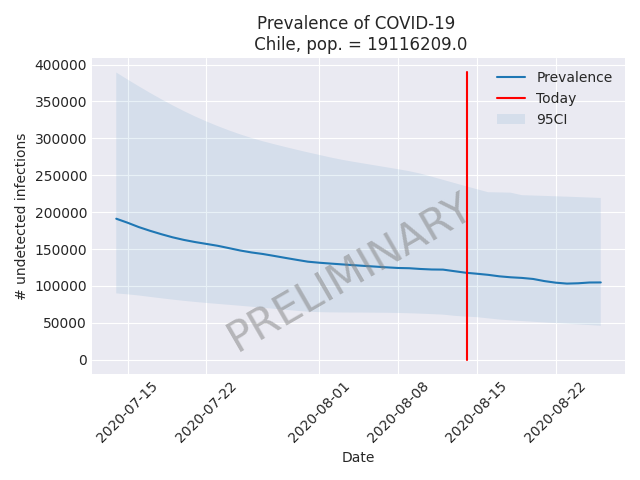 Prevalence of COVID-19
Chile, pop. = 19116209.0
400000
350000
300000
250000
200000
150000
100000
50000
0
# undetected infections
Prevalence
Today
95CI
PRELIMINARY
2020-07-15
2020-07-22
2020-08-01
2020-08-08
2020-08-15
2020-08-22
Date